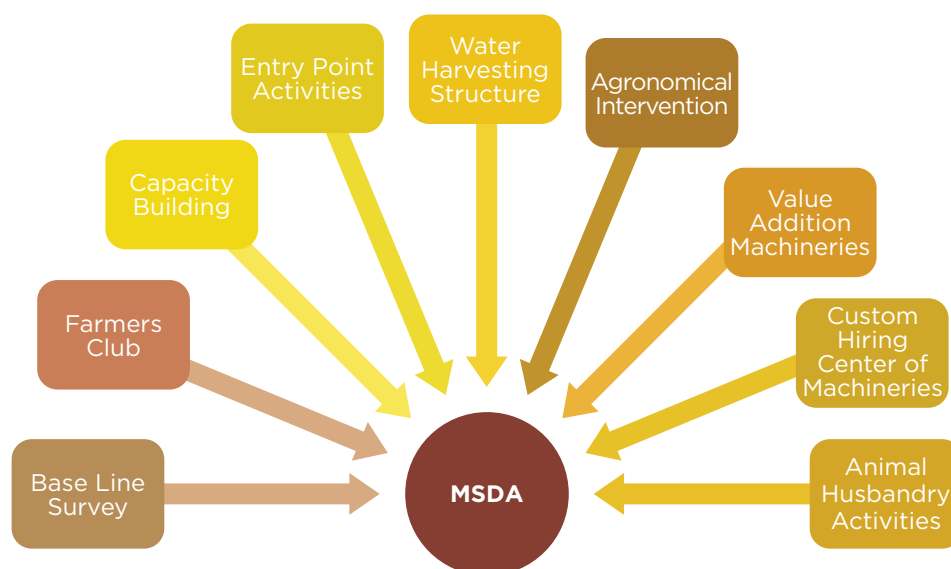 Base Line
Survey
Farmers
Club
Capacity
Building
Entry Point
Activities
Water
Harvesting
Structure
Agronomical
Intervention
Value
Addition
Machineries
Custom
Hiring
Center of
Machineries
Animal
Husbandry
Activities
MSDA